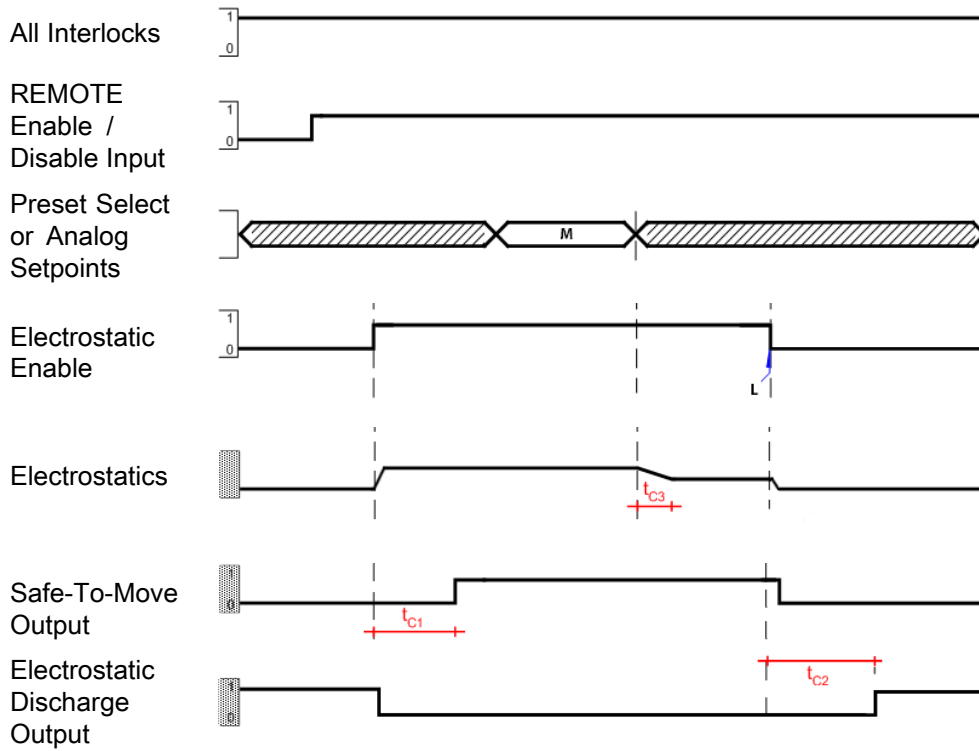 All Interlocks
1
0
REMOTE
Enable /
Disable Input
1
0
Preset Select
or Analog
Setpoints
M
Electrostatic
Enable
1
0
L
Electrostatics
tC3
Safe-To-Move
Output
1
0
tC1
Electrostatic
Discharge
Output
1
0
tC2